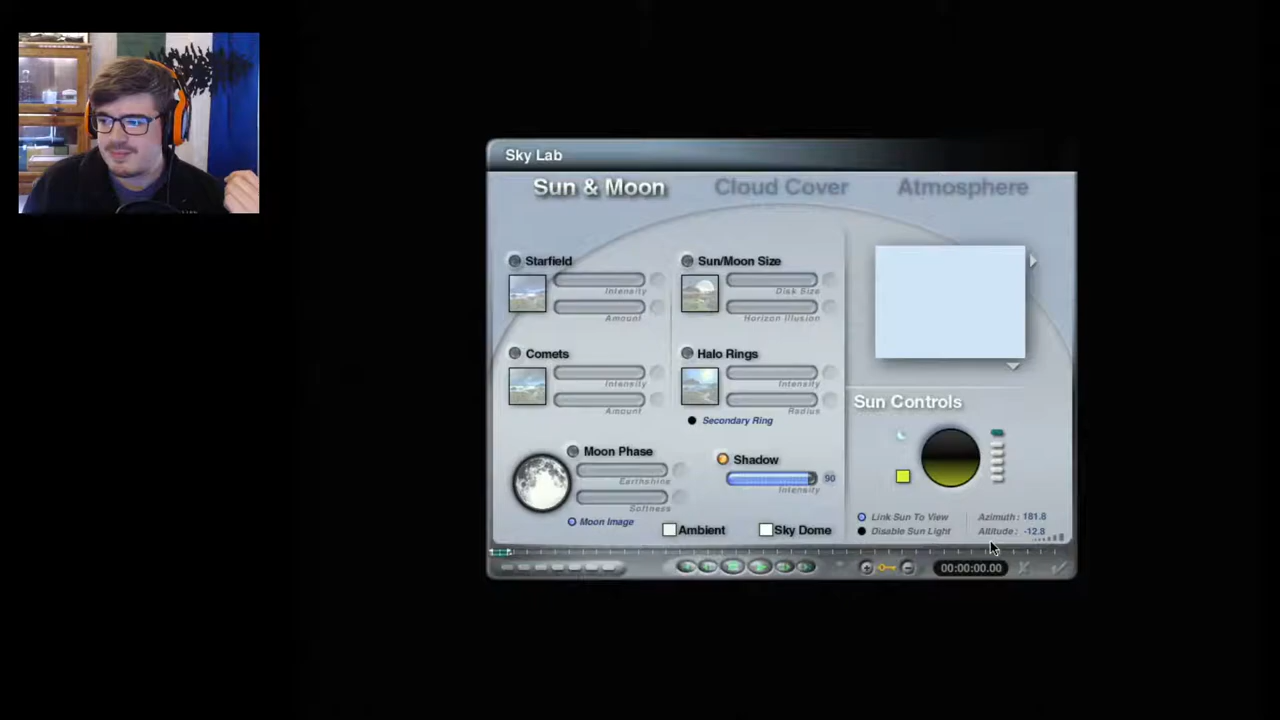 Sky Lab
Sun & Moon
Cloud Cover
Atmosphere
Starfield
Intensity
Amount
Sun/Moon Size
Disk Size
Horizon Illusion
Comets
Intensity
Amount
Halo Rings
Intensity
Radius
Secondary Ring
Sun Controls
Moon Phase
Earthshine
Softness
Moon Image
Shadow
90
Intensity
Ambient
Sky Dome
Link Sun To View
Azimuth: 181.8
Disable Sun Light
Altitude: -12.8
00:00:00.00